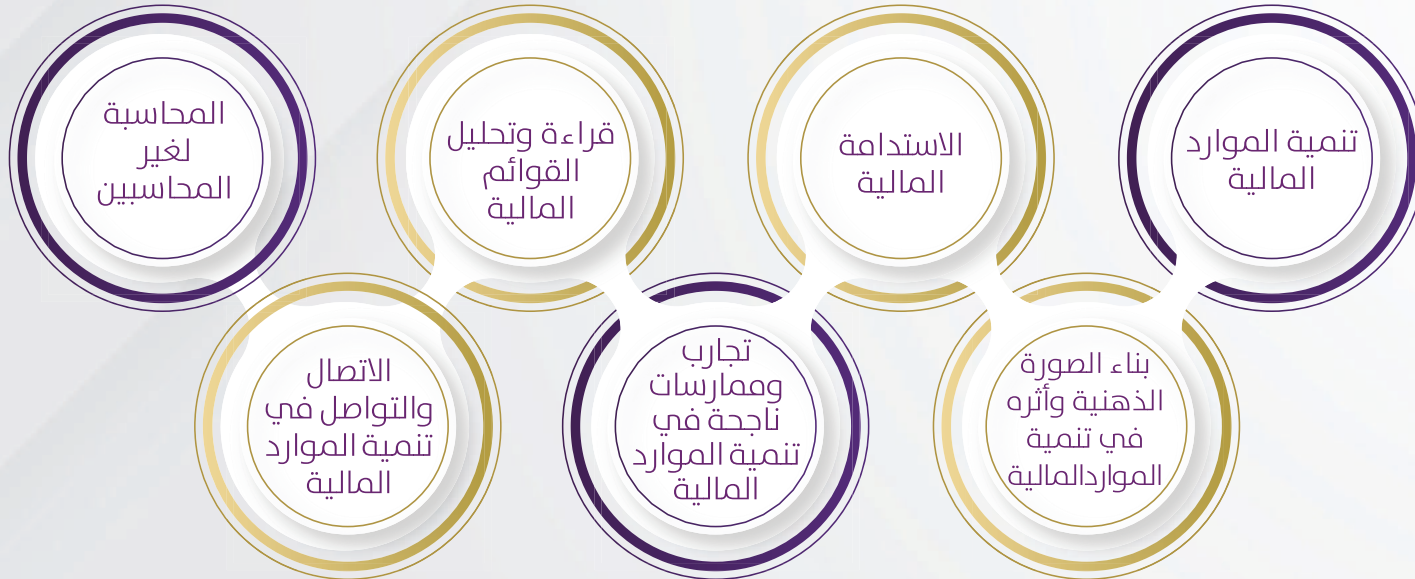 تنمية الموارد
المالية
بناء الصورة
الذهنية وأثره
في تنمية
المواردالمالية
الاستدامة
المالية
تجارب
وممارسات
ناجحة في
تنمية الموارد
المالية
قراءة وتحليل
القوائم
المالية
الاتصال
والتواصل في
تنمية الموارد
المالية
المحاسبة
لغير
المحاسبين